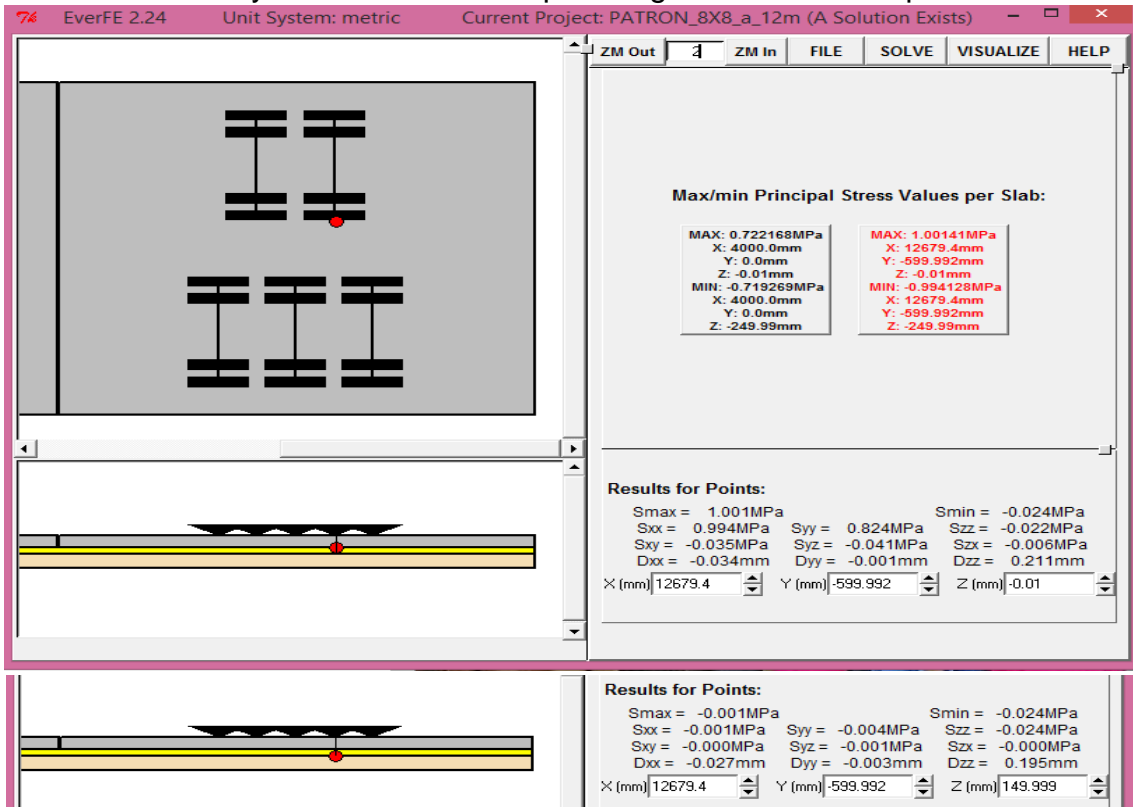 7% EverFE 2.24 Unit System: metric Current Project: PATRON_8X8_a_12m (A Solution Exists)
ZM Out 2 ZM In FILE SOLVE VISUALIZE HELP
Max/min Principal Stress Values per Slab:
MAX: 0.722168MPa
X: 4000.0mm
Y: 0.0mm
Z: -0.01mm
MIN: -0.719269MPa
X: 4000.0mm
Y: 0.0mm
Z: -249.99mm
MAX: 1.00141MPa
X: 12679.4mm
Y: -599.992mm
Z: -0.01mm
MIN: -0.994128MPa
X: 12679.4mm
Y: -599.992mm
Z: -249.99mm
Results for Points:
Smax = 1.001MPa Smin = -0.024MPa
Sxx = 0.994MPa Syy = 0.824MPa Szz = -0.022MPa
Sxy = -0.035MPa Syz = -0.041MPa Szx = -0.006MPa
Dxx = -0.034mm Dyy = -0.001mm Dzz = 0.211mm
X (mm) 12679.4 Y (mm) -599.992 Z (mm) -0.01
Results for Points:
Smax = -0.001MPa Smin = -0.024MPa
Sxx = -0.001MPa Syy = -0.004MPa Szz = -0.024MPa
Sxy = -0.000MPa Syz = -0.001MPa Szx = -0.000MPa
Dxx = -0.027mm Dyy = -0.003mm Dzz = 0.195mm
X (mm) 12679.4 Y (mm) -599.992 Z (mm) 149.999